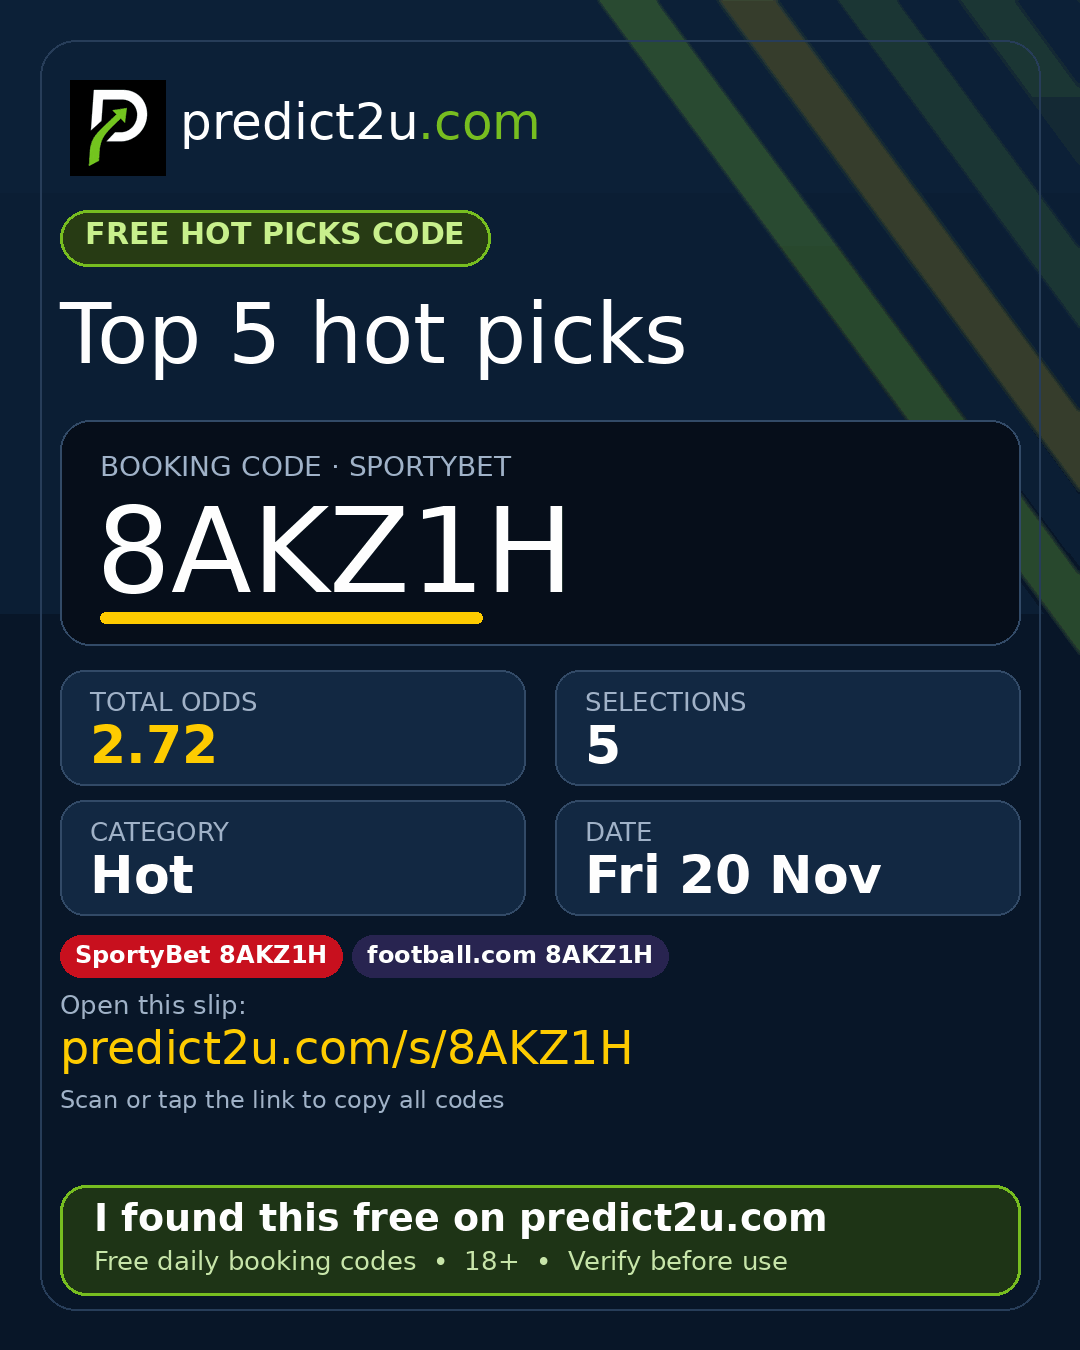 predict2u.com
FREE HOT PICKS CODE
Top 5 hot picks
BOOKING CODE · SPORTYBET
8AKZ1H
TOTAL ODDS
2.72
SELECTIONS
5
CATEGORY
Hot
DATE
Fri 20 Nov
SportyBet 8AKZ1H
football.com 8AKZ1H
Open this slip:
predict2u.com/s/8AKZ1H
Scan or tap the link to copy all codes
I found this free on predict2u.com
Free daily booking codes • 18+ • Verify before use